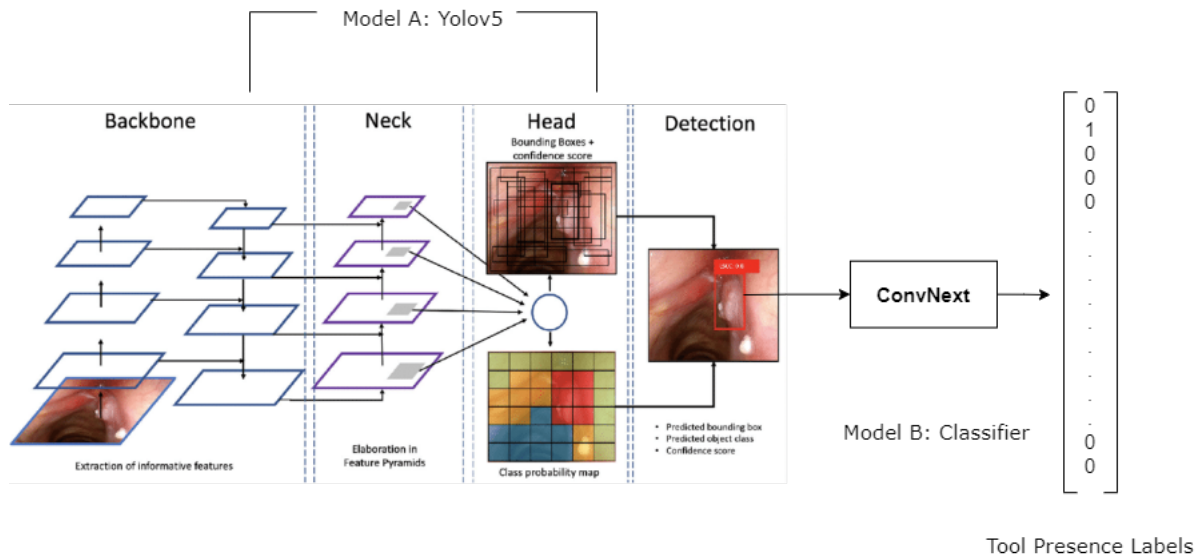 Model A: Yolov5
Backbone
Neck
Head
Detection
Bounding Boxes +
confidence score
Extraction of informative features
Elaboration in
Feature Pyramids
Class probability map
• Predicted bounding box
• Predicted object class
• Confidence score
ConvNext
Model B: Classifier
0
1
0
0
0
.
.
.
.
.
.
.
.
.
0
0
Tool Presence Labels